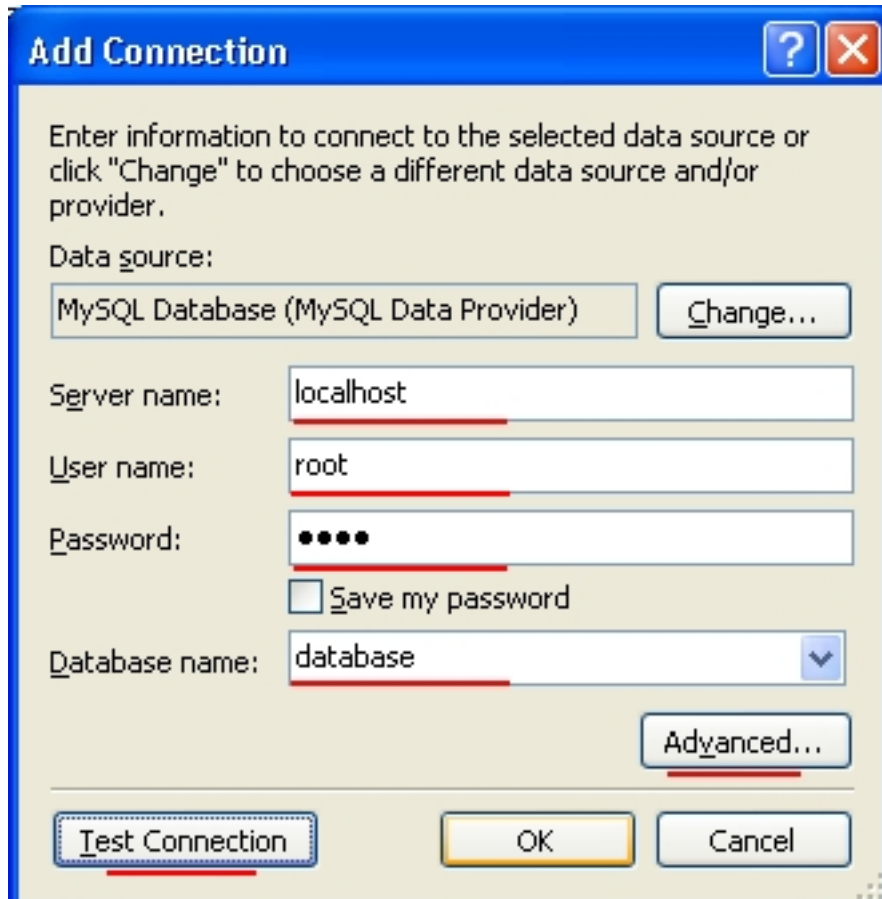 Add Connection
Enter information to connect to the selected data source or
click "Change" to choose a different data source and/or
provider.
Data source:
MySQL Database (MySQL Data Provider)
Change...
Server name:
localhost
User name:
root
Password:
••••
Save my password
Database name:
database
Advanced...
Test Connection
OK
Cancel